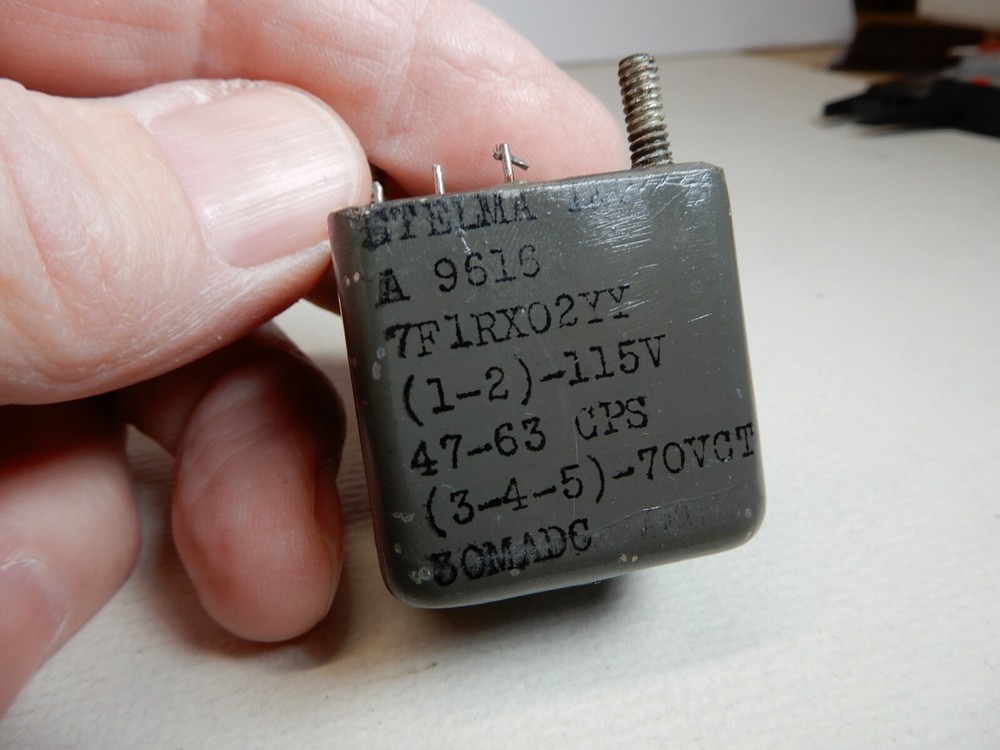 STELMA
A 9616
7F1RX02YY
(1-2)-115V
47-63 CPS
(3-4-5)-70VCT
30MADC